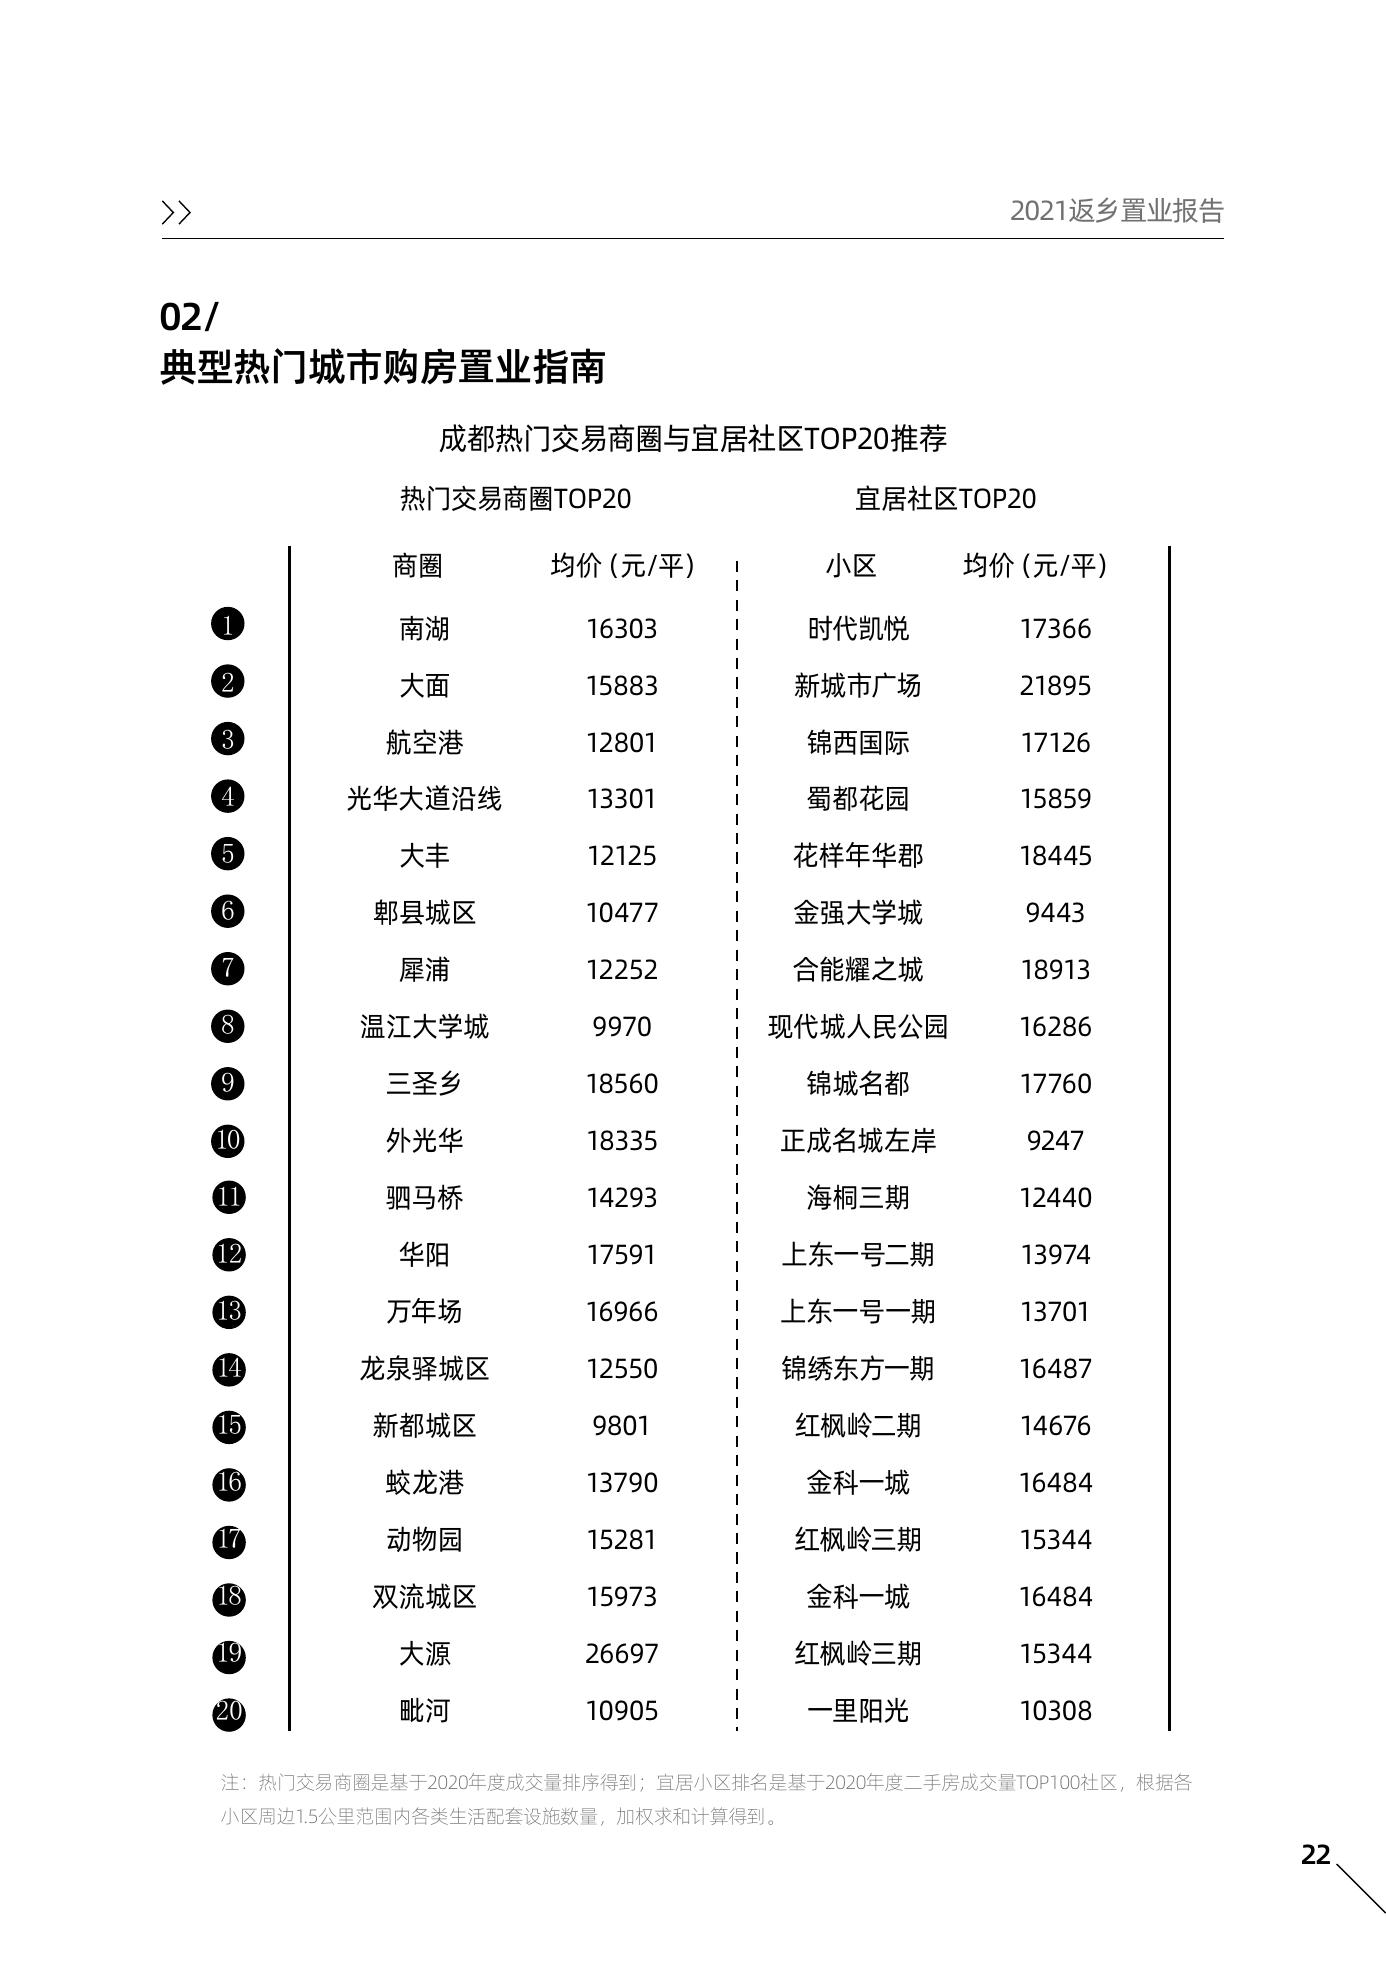 2021返乡置业报告
02/
典型热门城市购房置业指南
成都热门交易商圈与宜居社区TOP20推荐
热门交易商圈TOP20 宜居社区TOP20
商圈 均价 (元/平) 小区 均价 (元/平)
1 南湖 16303 时代凯悦 17366
2 大面 15883 新城市广场 21895
3 航空港 12801 锦西国际 17126
4 光华大道沿线 13301 蜀都花园 15859
5 大丰 12125 花样年华郡 18445
6 郫县城区 10477 金强大学城 9443
7 犀浦 12252 合能耀之城 18913
8 温江大学城 9970 现代城人民公园 16286
9 三圣乡 18560 锦城名都 17760
10 外光华 18335 正成名城左岸 9247
11 驷马桥 14293 海桐三期 12440
12 华阳 17591 上东一号二期 13974
13 万年场 16966 上东一号一期 13701
14 龙泉驿城区 12550 锦绣东方一期 16487
15 新都城区 9801 红枫岭二期 14676
16 蛟龙港 13790 金科一城 16484
17 动物园 15281 红枫岭三期 15344
18 双流城区 15973 金科一城 16484
19 大源 26697 红枫岭三期 15344
20 毗河 10905 一里阳光 10308
注：热门交易商圈是基于2020年度成交量排序得到；宜居小区排名是基于2020年度二手房成交量TOP100社区，根据各
小区周边1.5公里范围内各类生活配套设施数量，加权求和计算得到。
22